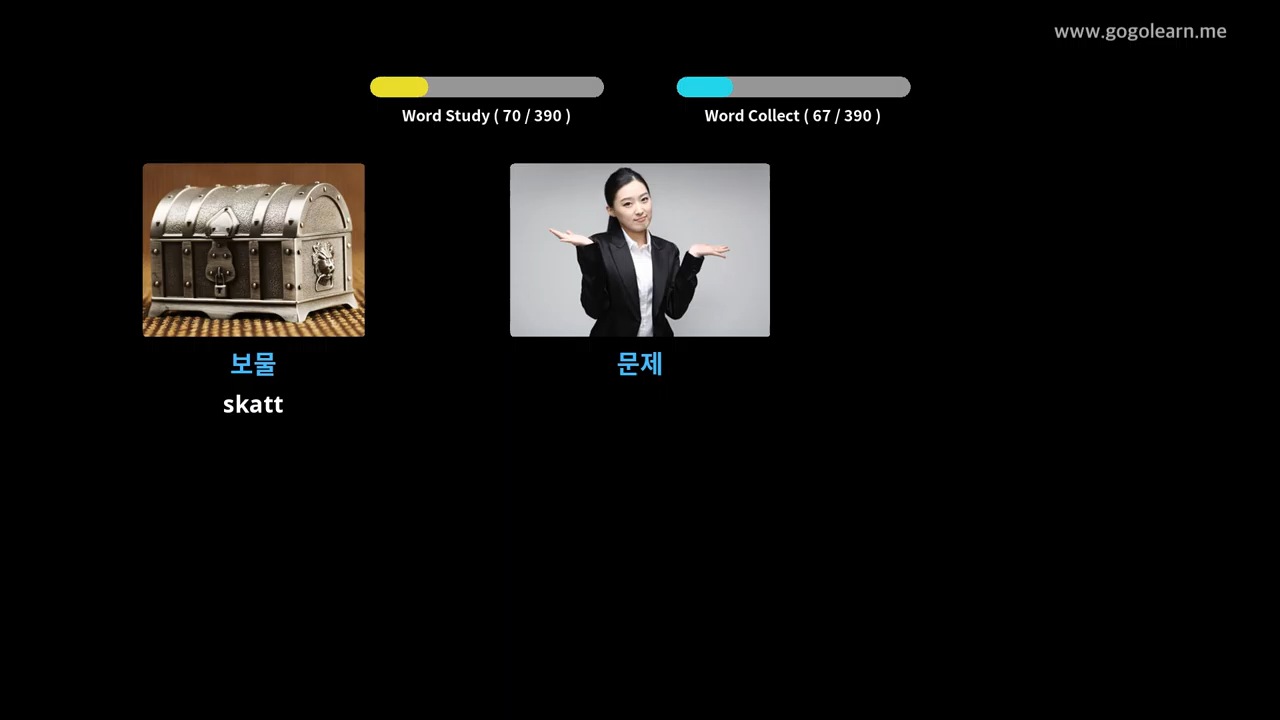 www.gogolearn.me
Word Study ( 70 / 390 )
Word Collect ( 67 / 390 )
보물
문제
skatt